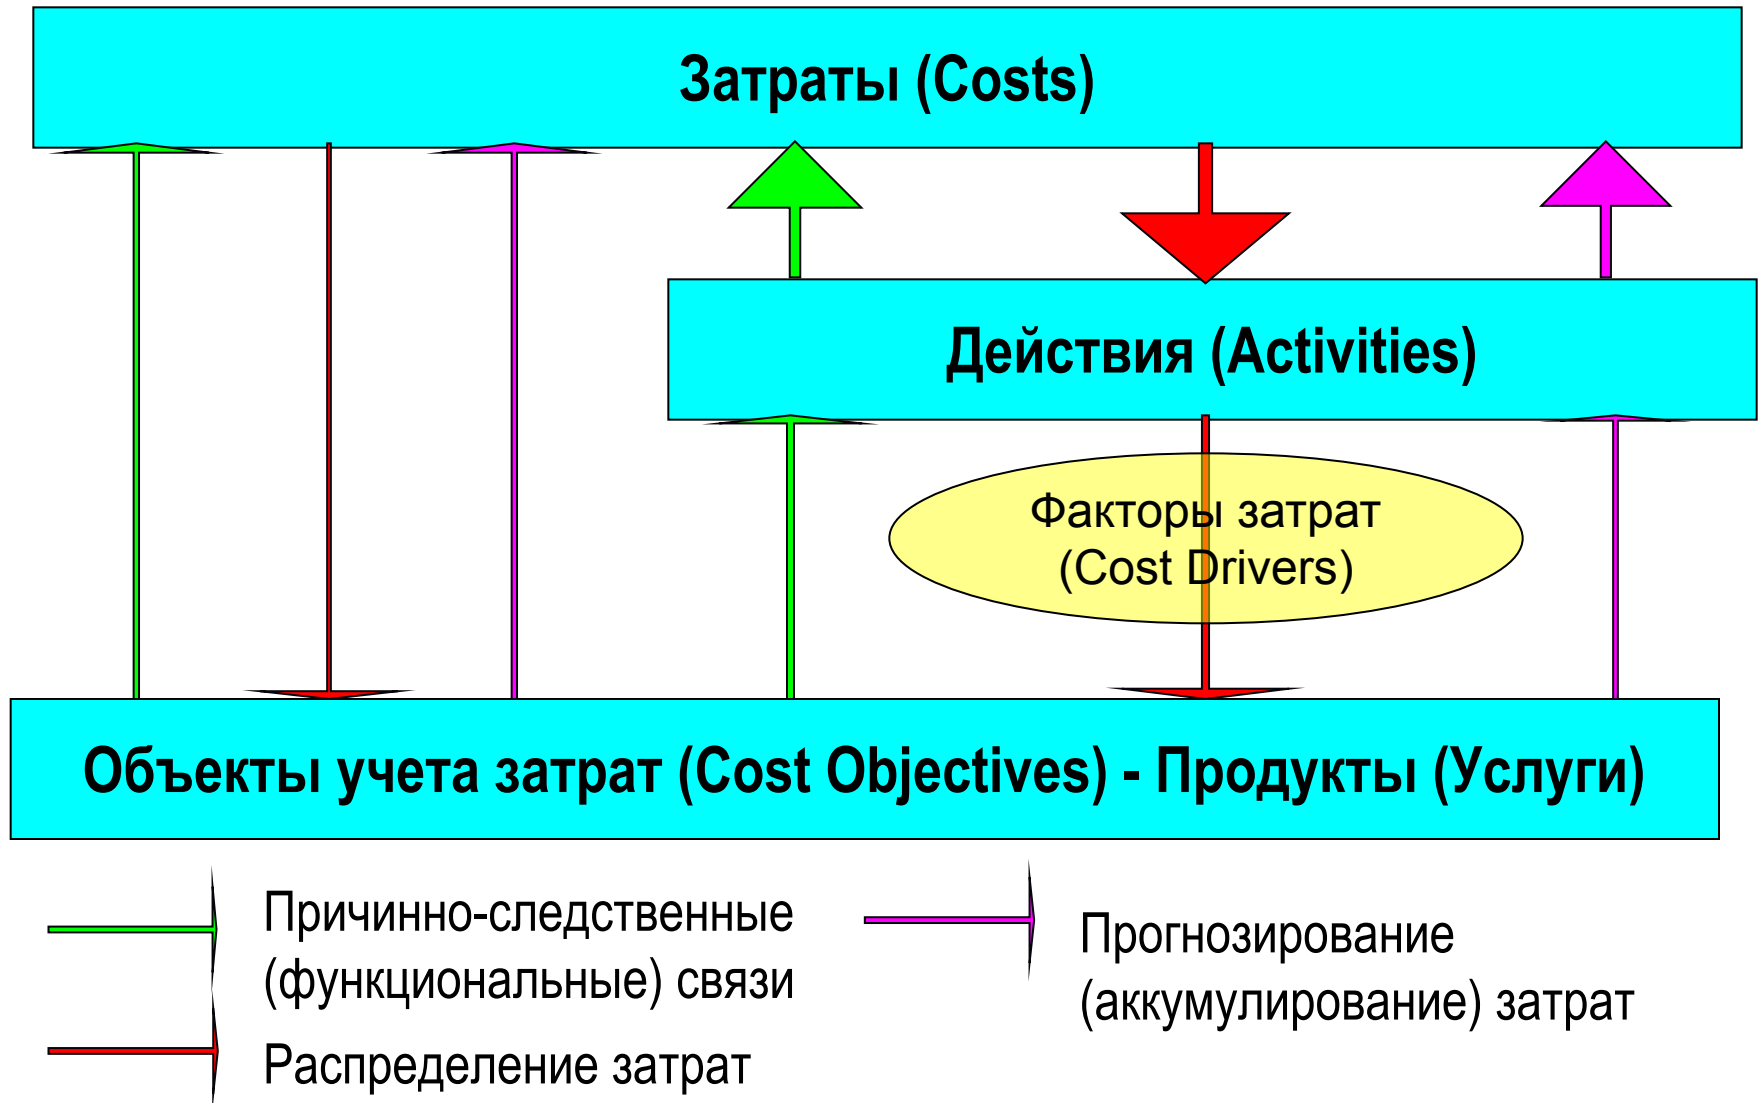 Затраты (Costs)
Действия (Activities)
Факторы затрат
(Cost Drivers)
Объекты учета затрат (Cost Objectives) - Продукты (Услуги)
Причинно-следственные
(функциональные) связи
Распределение затрат
Прогнозирование
(аккумулирование) затрат